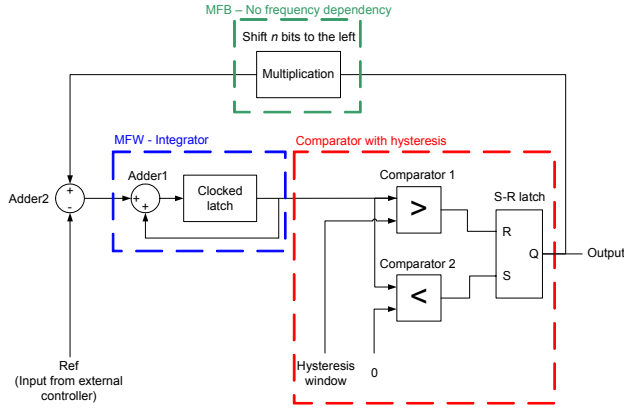 MFB – No frequency dependency
Shift n bits to the left
Multiplication
MFW - Integrator
Comparator with hysteresis
Adder1
Comparator 1
Clocked
latch
S-R latch
Adder2
+
-
+
+
>
R
Q
Output
Comparator 2
S
<
Ref
(Input from external
controller)
Hysteresis
window
0